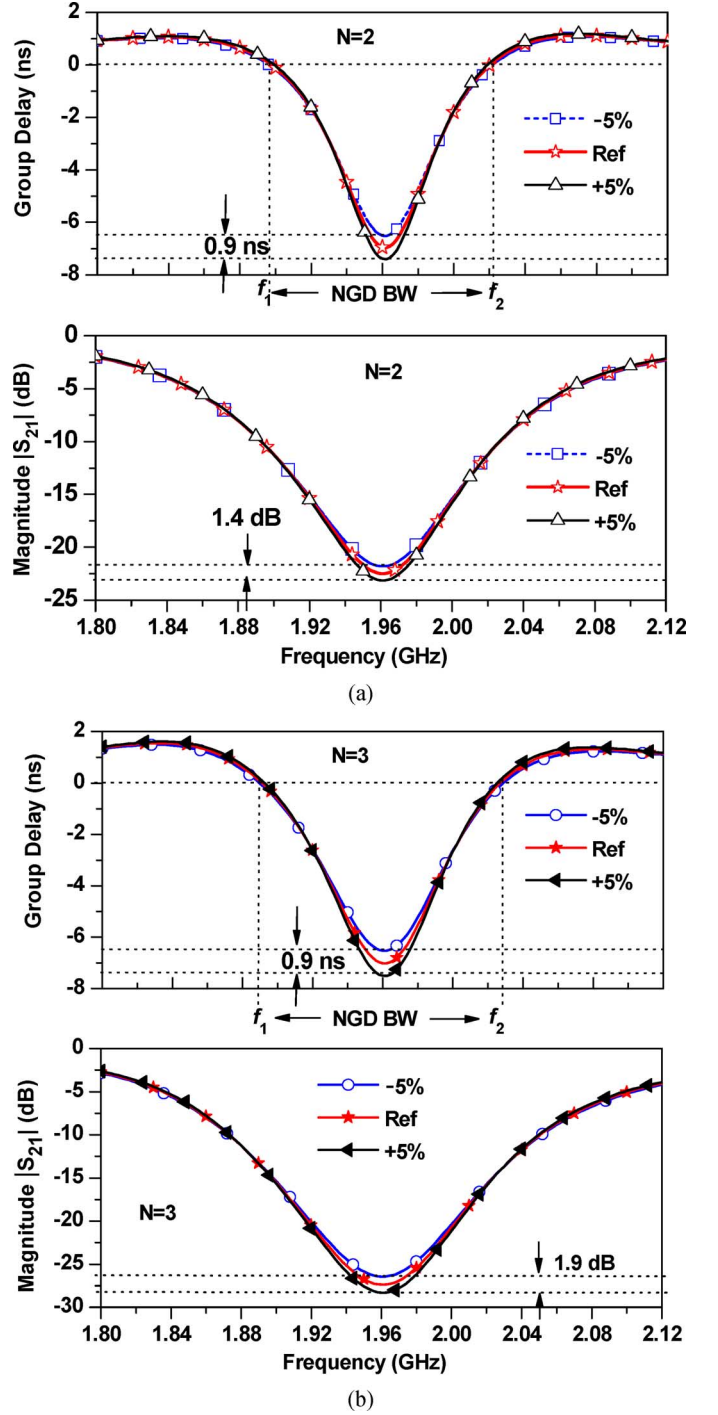 2
0
-2
-4
-6
-8
Group Delay (ns)
N=2
-5%
Ref
+5%
0.9 ns
f1 NGD BW f2
0
-5
-10
-15
-20
-25
Magnitude |S21| (dB)
N=2
-5%
Ref
+5%
1.4 dB
1.80 1.84 1.88 1.92 1.96 2.00 2.04 2.08 2.12
Frequency (GHz)
(a)
2
0
-2
-4
-6
-8
Group Delay (ns)
N=3
-5%
Ref
+5%
0.9 ns
f1 NGD BW f2
0
-5
-10
-15
-20
-25
-30
Magnitude |S21| (dB)
-5%
Ref
+5%
N=3
1.9 dB
1.80 1.84 1.88 1.92 1.96 2.00 2.04 2.08 2.12
Frequency (GHz)
(b)